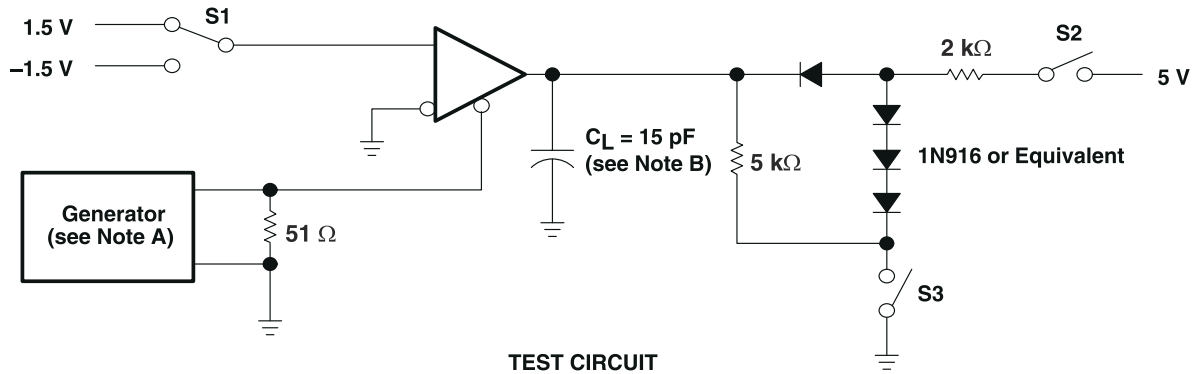 1.5 V
S1
–1.5 V
2 kΩ
S2
5 V
CL = 15 pF
(see Note B)
5 kΩ
1N916 or Equivalent
Generator
(see Note A)
51 Ω
S3
TEST CIRCUIT